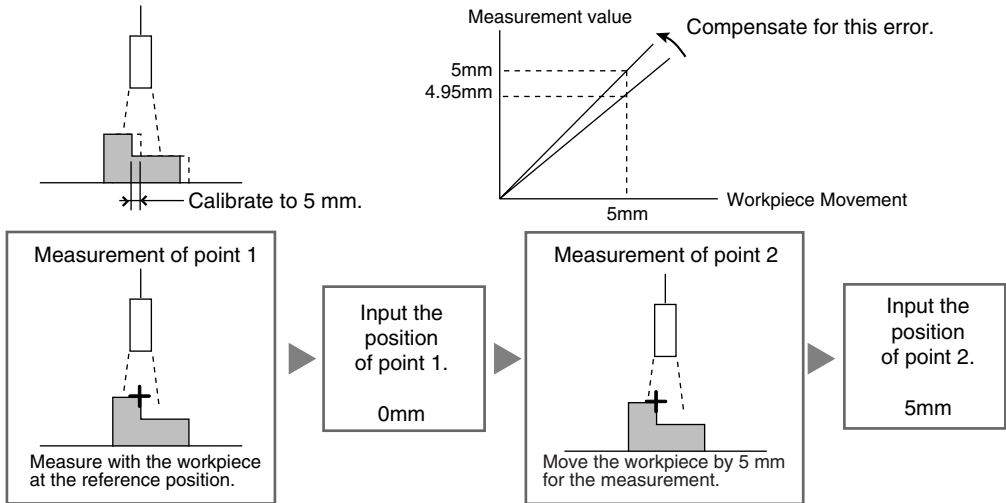 Measurement value
Compensate for this error.
5mm
4.95mm
5mm
Workpiece Movement
Calibrate to 5 mm.
Measurement of point 1
Measure with the workpiece
at the reference position.
Input the
position
of point 1.
0mm
Measurement of point 2
Move the workpiece by 5 mm
for the measurement.
Input the
position
of point 2.
5mm